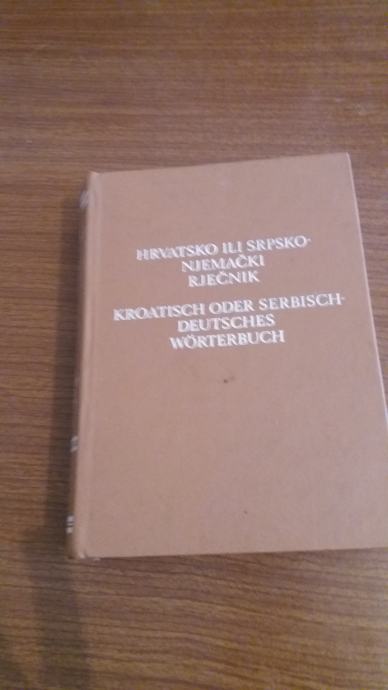 HRVATSKO ILI SRPSKO-
NJEMAČKI
RJEČNIK
KROATISCH ODER SERBISCH-
DEUTSCHES
WÖRTERBUCH